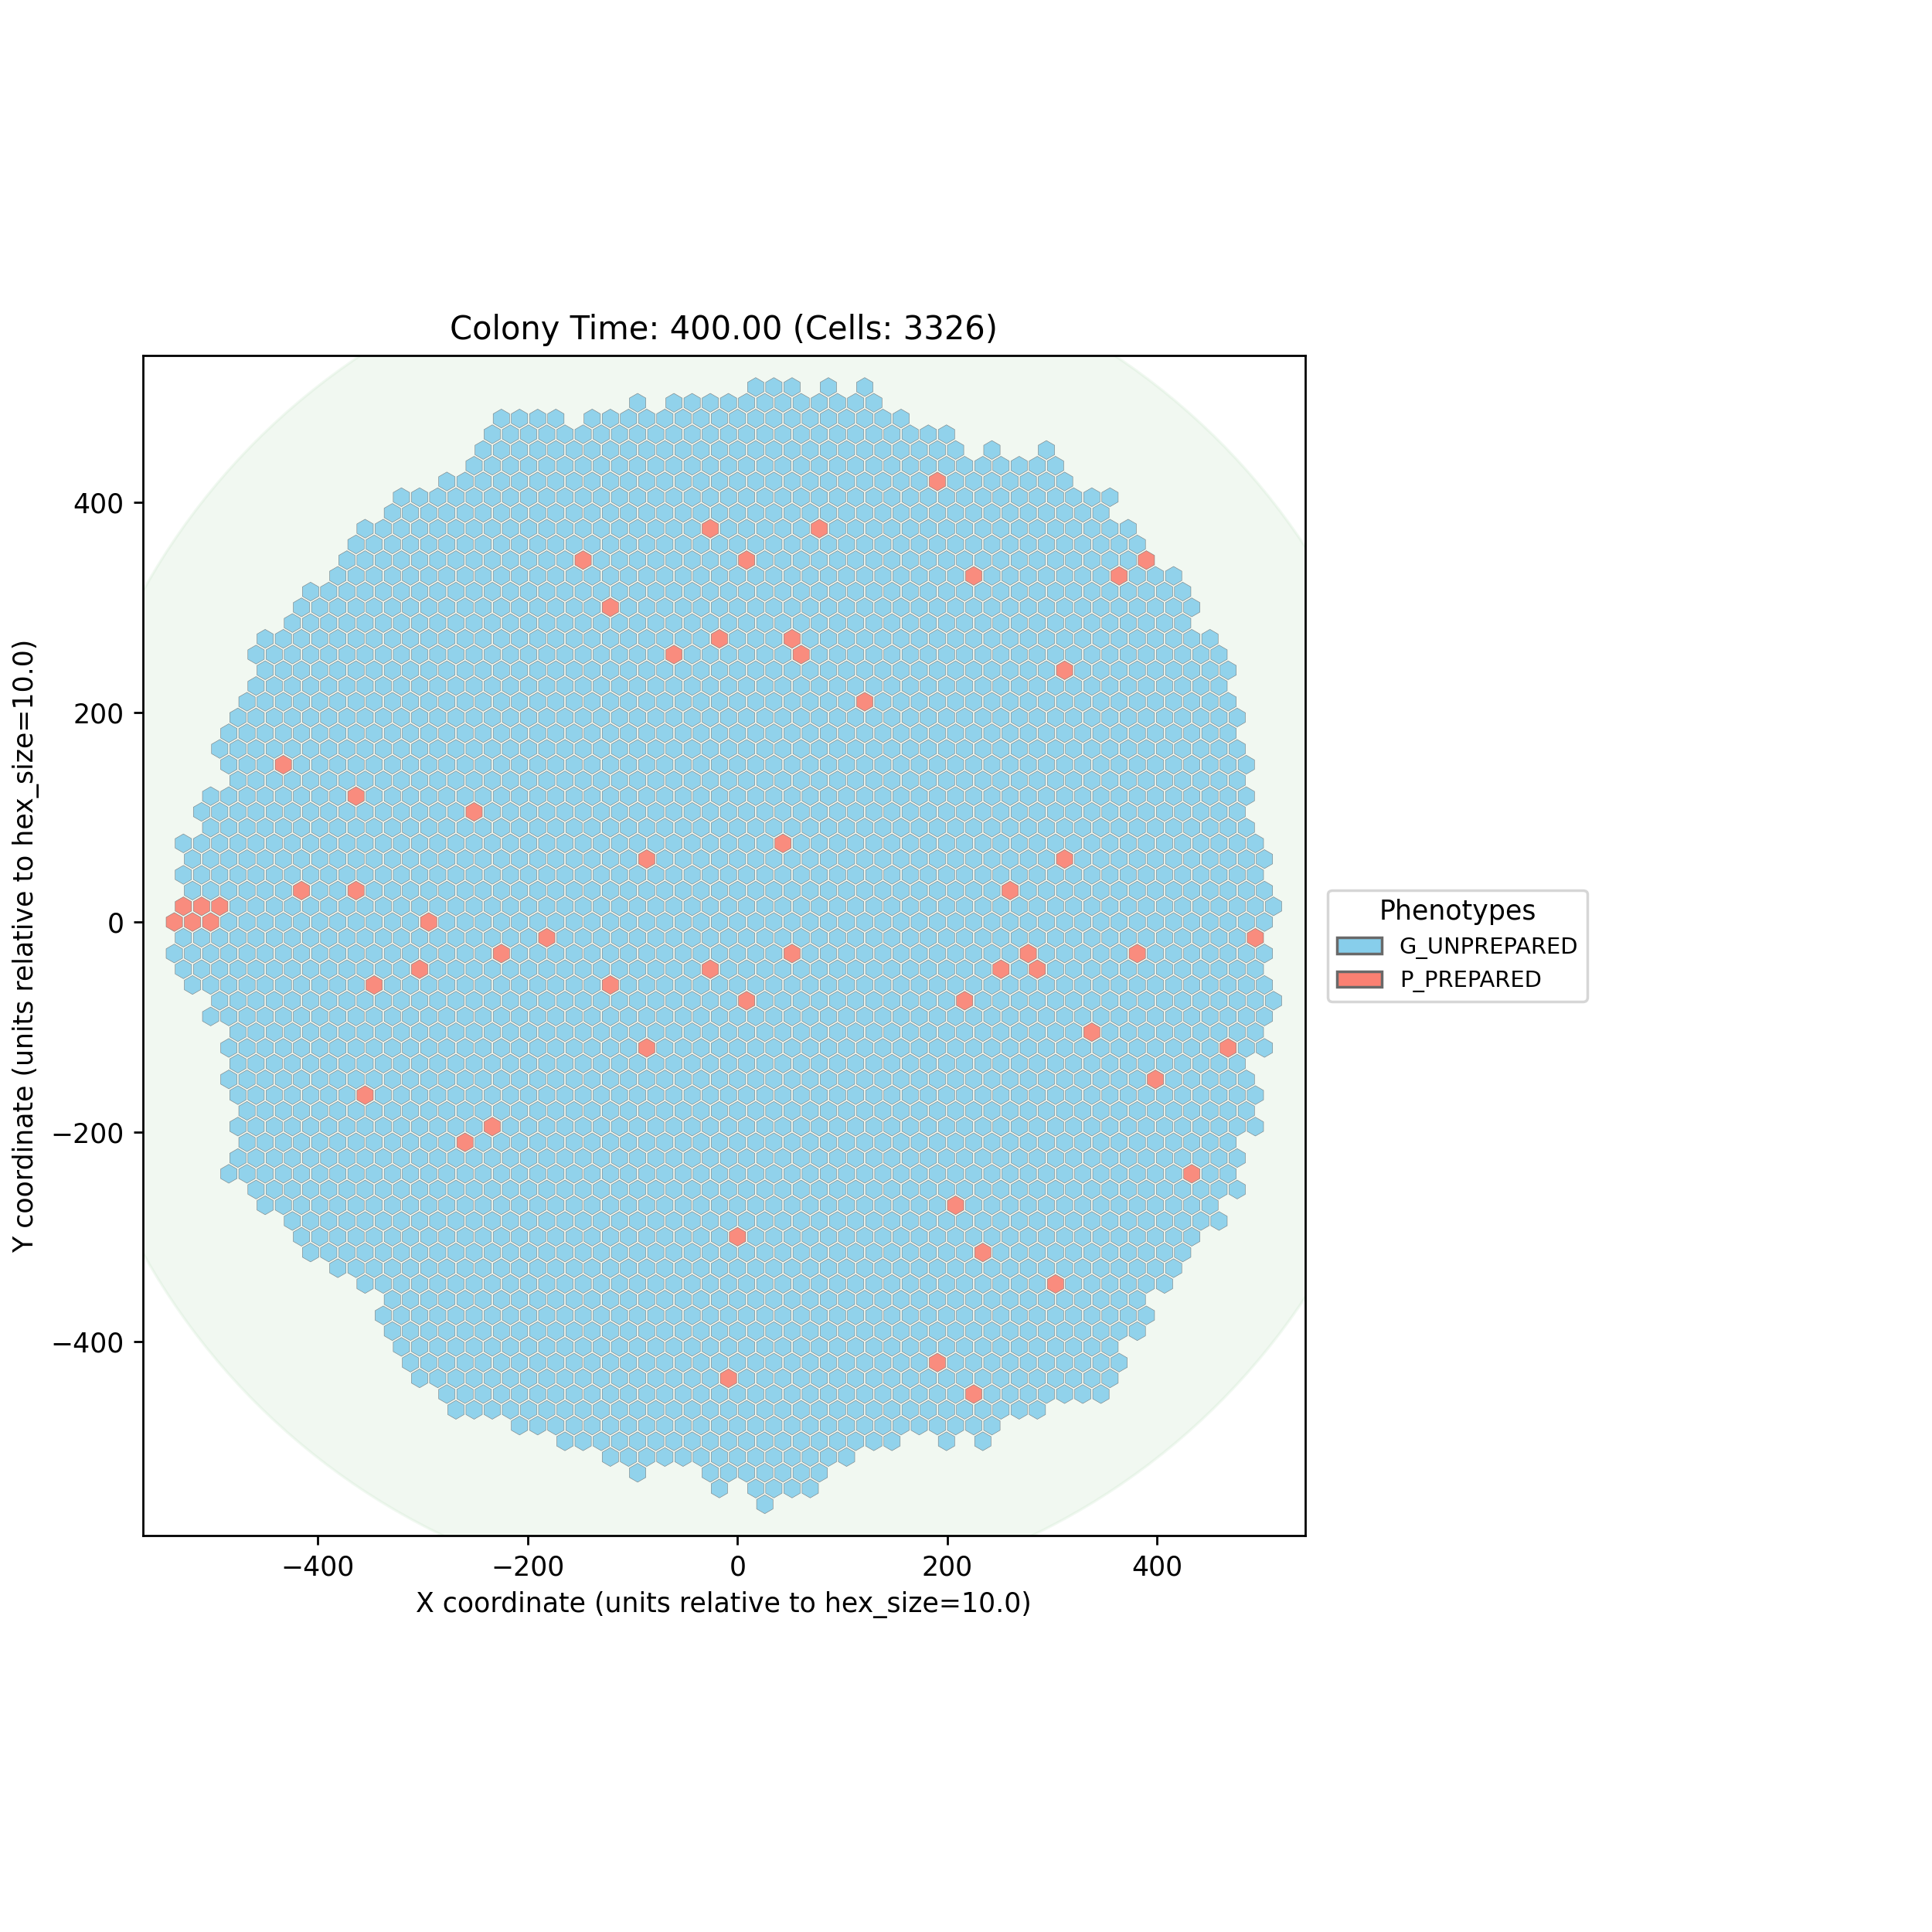 Colony Time: 400.00 (Cells: 3326)
Y coordinate (units relative to hex_size=10.0)
400
200
0
−200
−400
−400
−200
0
200
400
X coordinate (units relative to hex_size=10.0)
Phenotypes
G_UNPREPARED
P_PREPARED